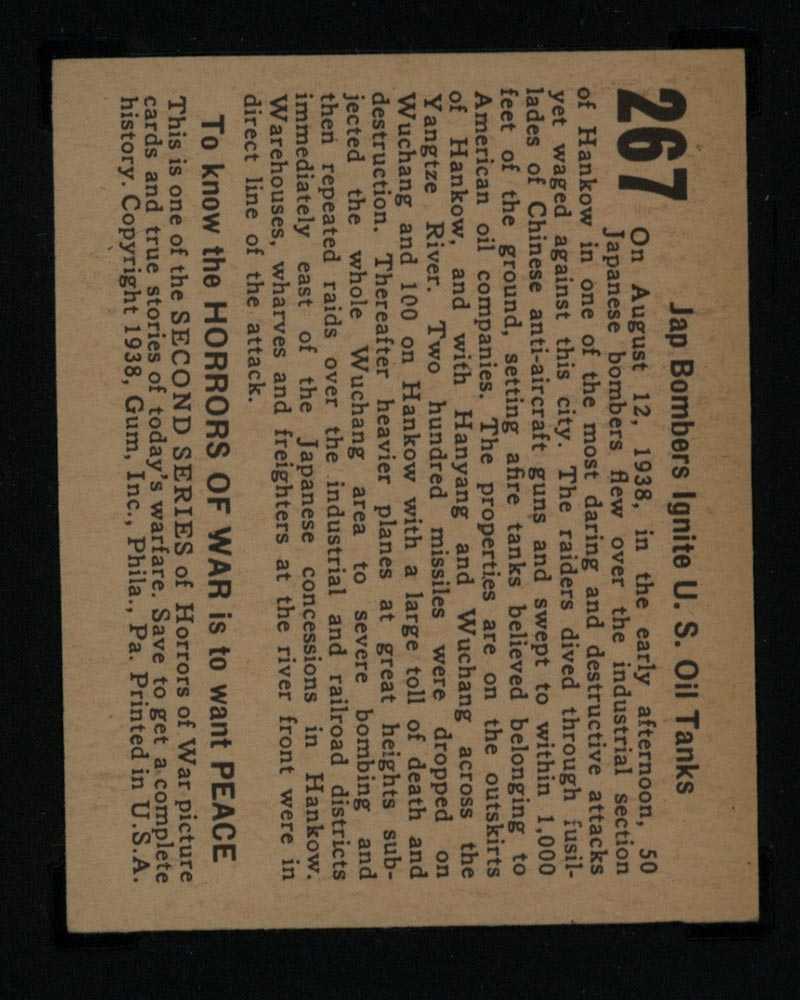 Jap Bombers Ignite U. S. Oil Tanks
267 On August 12, 1938, in the early afternoon, 50
Japanese bombers flew over the industrial section
of Hankow in one of the most daring and destructive attacks
yet waged against this city. The raiders dived through fusil-
lades of Chinese anti-aircraft guns and swept to within 1,000
feet of the ground, setting afire tanks believed belonging to
American oil companies. The properties are on the outskirts
of Hankow, and with Hanyang and Wuchang across the
Yangtze River. Two hundred missiles were dropped on
Wuchang and 100 on Hankow with a large toll of death and
destruction. Thereafter heavier planes at great heights sub-
jected the whole Wuchang area to severe bombing and
then repeated raids over the industrial and railroad districts
immediately east of the Japanese concessions in Hankow.
Warehouses, wharves and freighters at the river front were in
direct line of the attack.
To know the HORRORS OF WAR is to want PEACE
This is one of the SECOND SERIES of Horrors of War picture
cards and true stories of today's warfare. Save to get a complete
history. Copyright 1938, Gum, Inc., Phila., Pa. Printed in U.S.A.